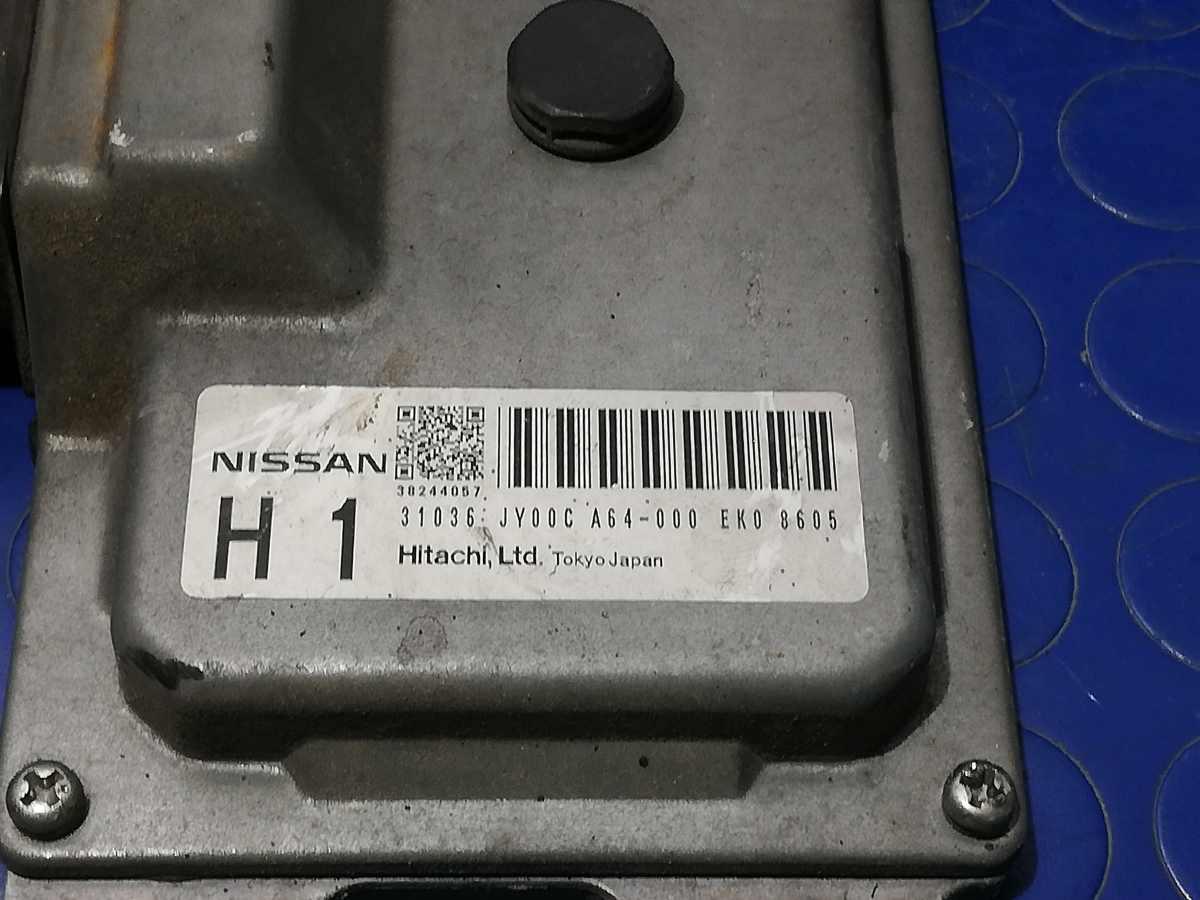 NISSAN
H 1
38244057
31036 JY00C A64-000 EK0 8605
Hitachi, Ltd. Tokyo Japan